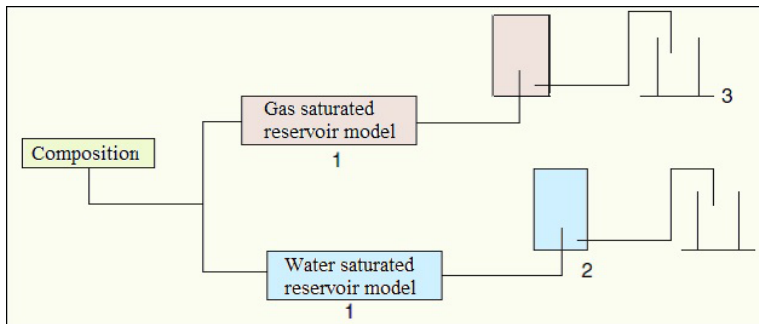 Gas saturated
reservoir model
1
3
Composition
Water saturated
reservoir model
1
2